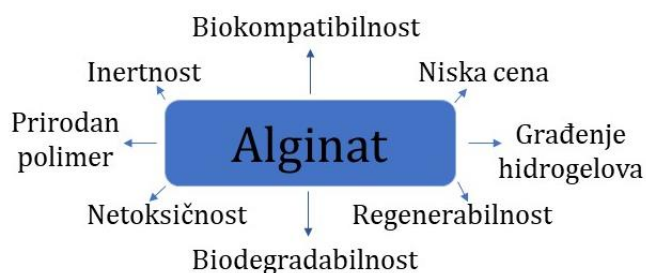 Biokompatibilnost
Inertnost
Niska cena
Prirodan
polimer
Alginat
Građenje
hidrogelova
Netoksičnost
Regenerabilnost
Biodegradabilnost